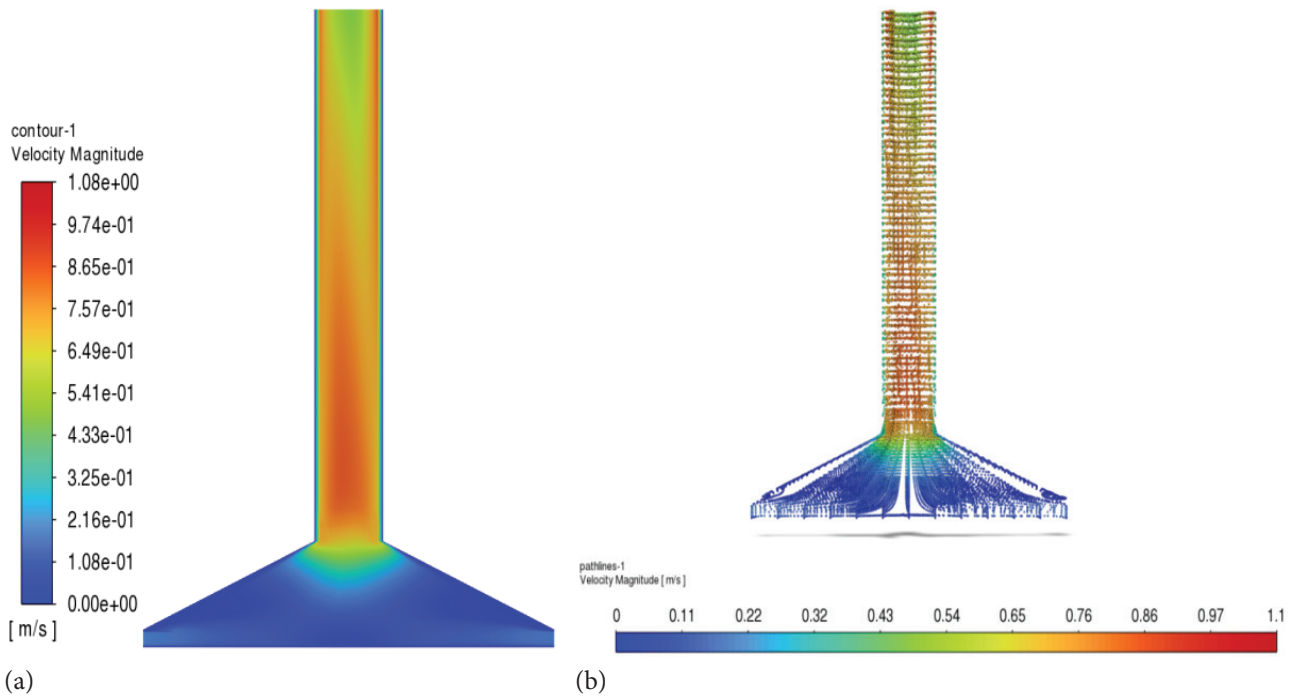 contour-1
Velocity Magnitude
1.08e+00
9.74e-01
8.65e-01
7.57e-01
6.49e-01
5.41e-01
4.33e-01
3.25e-01
2.16e-01
1.08e-01
0.00e+00
[ m/s ]
(a)
pathlines-1
Velocity Magnitude [ m/s ]
0 0.11 0.22 0.32 0.43 0.54 0.65 0.76 0.86 0.97 1.1
(b)